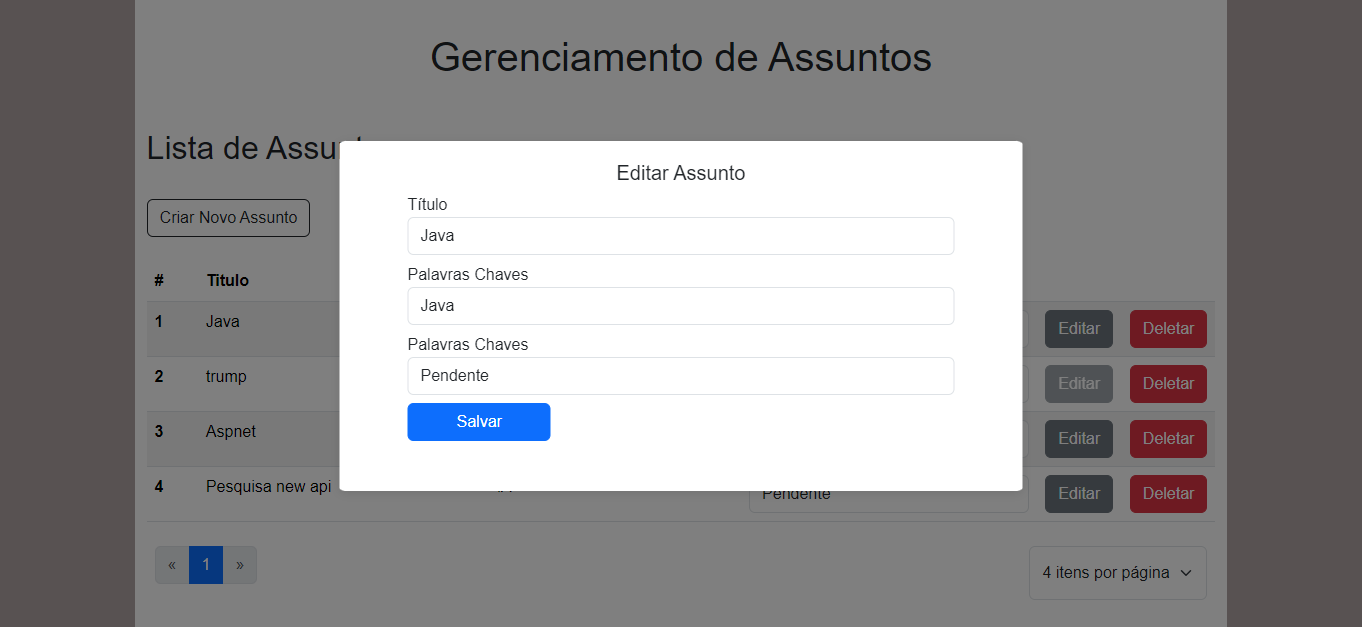 Gerenciamento de Assuntos
Lista de Assunt
Criar Novo Assunto
Editar Assunto
Título
Java
Palavras Chaves
Java
Palavras Chaves
Pendente
Salvar
# Titulo
1 Java Editar Deletar
2 trump Editar Deletar
3 Aspnet Editar Deletar
4 Pesquisa new api Pendente Editar Deletar
« 1 »
4 itens por página